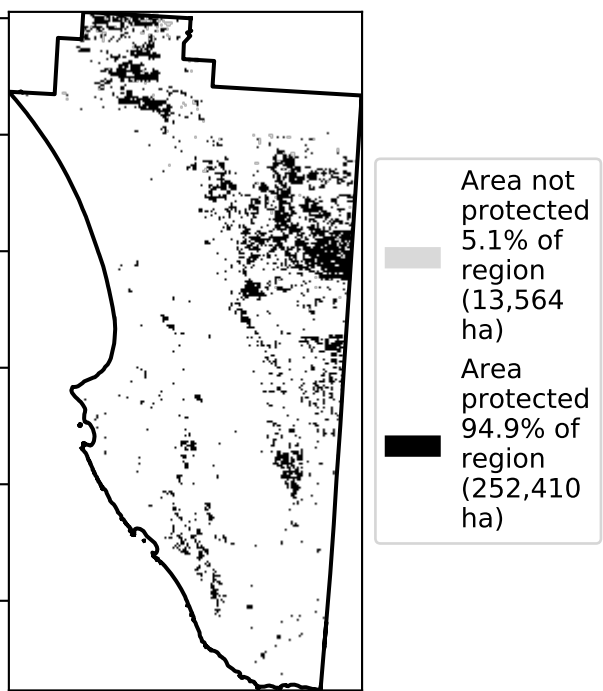 Area not
protected
5.1% of
region
(13,564
ha)
Area
protected
94.9% of
region
(252,410
ha)